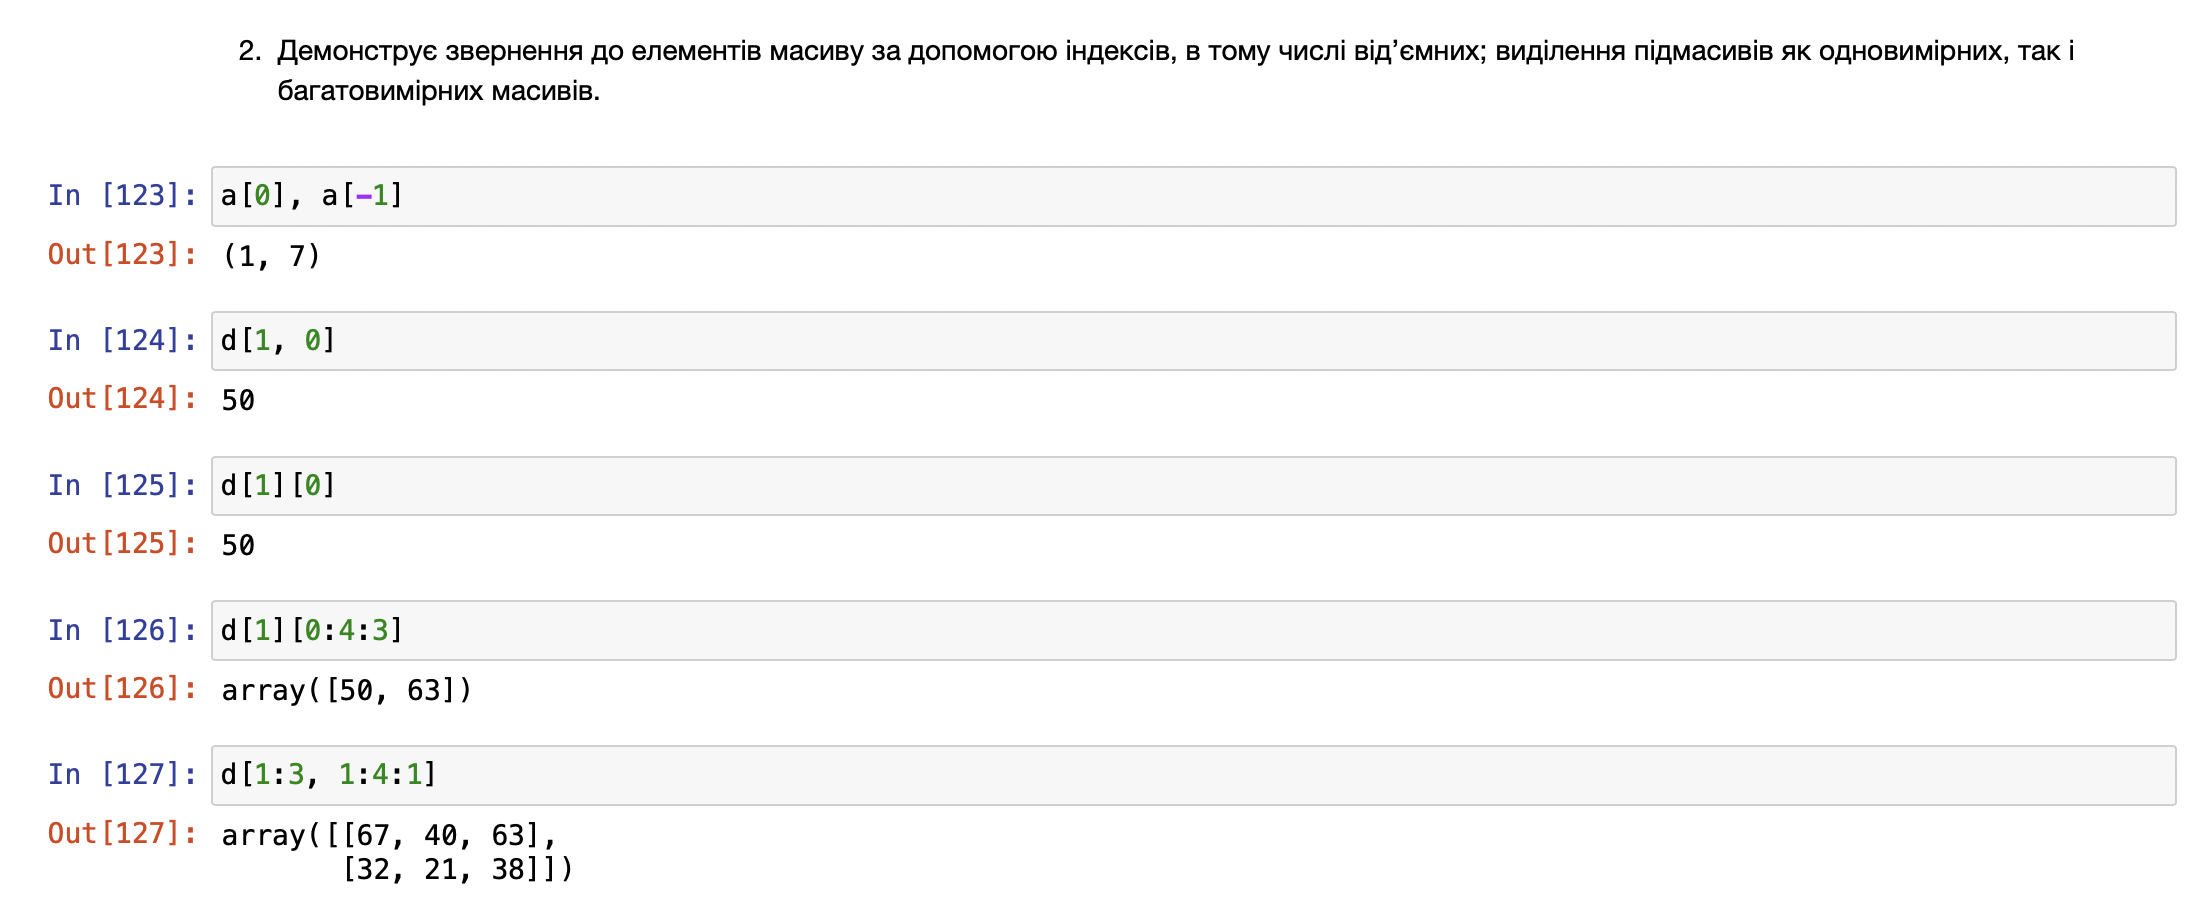 2. Демонструє звернення до елементів масиву за допомогою індексів, в тому числі від’ємних; виділення підмасивів як одновимірних, так і
багатовимірних масивів.
In [123]: a[0], a[-1]
Out[123]: (1, 7)
In [124]: d[1, 0]
Out[124]: 50
In [125]: d[1][0]
Out[125]: 50
In [126]: d[1][0:4:3]
Out[126]: array([50, 63])
In [127]: d[1:3, 1:4:1]
Out[127]: array([[67, 40, 63],
[32, 21, 38]])